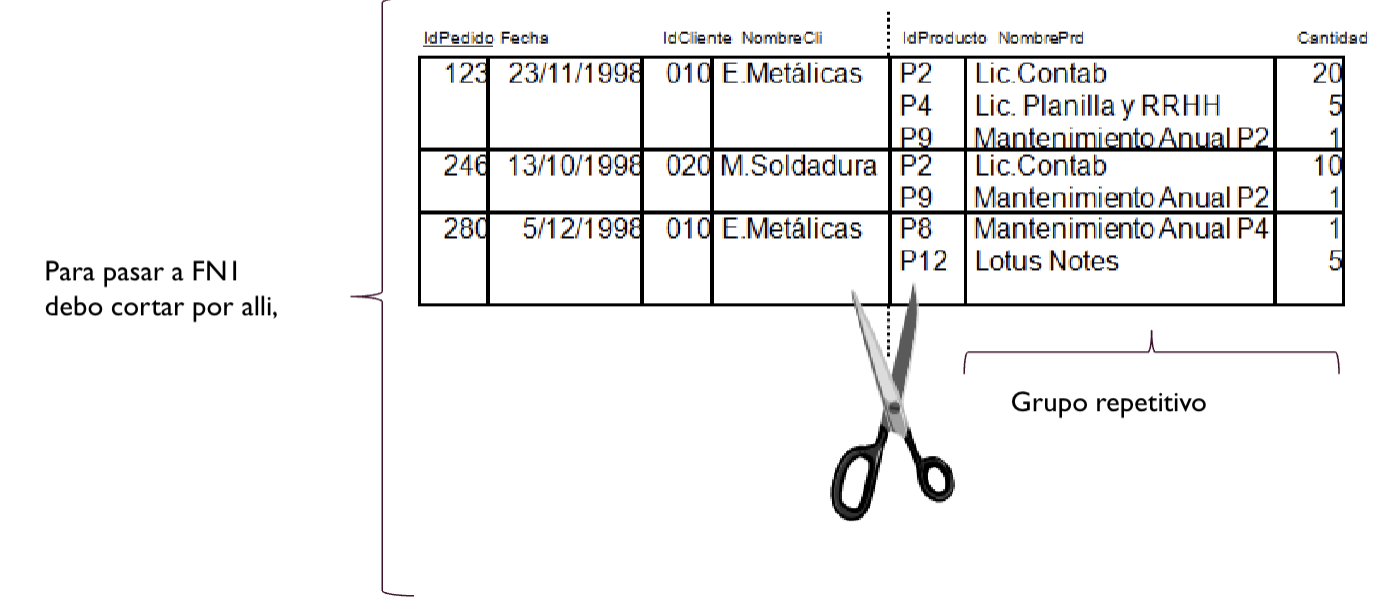 IdPedido Fecha IdCliente NombreCli IdProducto NombrePrd Cantidad
123 23/11/1998 010 E.Metálicas P2 Lic.Contab 20
P4 Lic. Planilla y RRHH 5
P9 Mantenimiento Anual P2 1
246 13/10/1998 020 M.Soldadura P2 Lic.Contab 10
P9 Mantenimiento Anual P2 1
280 5/12/1998 010 E.Metálicas P8 Mantenimiento Anual P4 1
P12 Lotus Notes 5
Para pasar a FN1
debo cortar por alli,
Grupo repetitivo